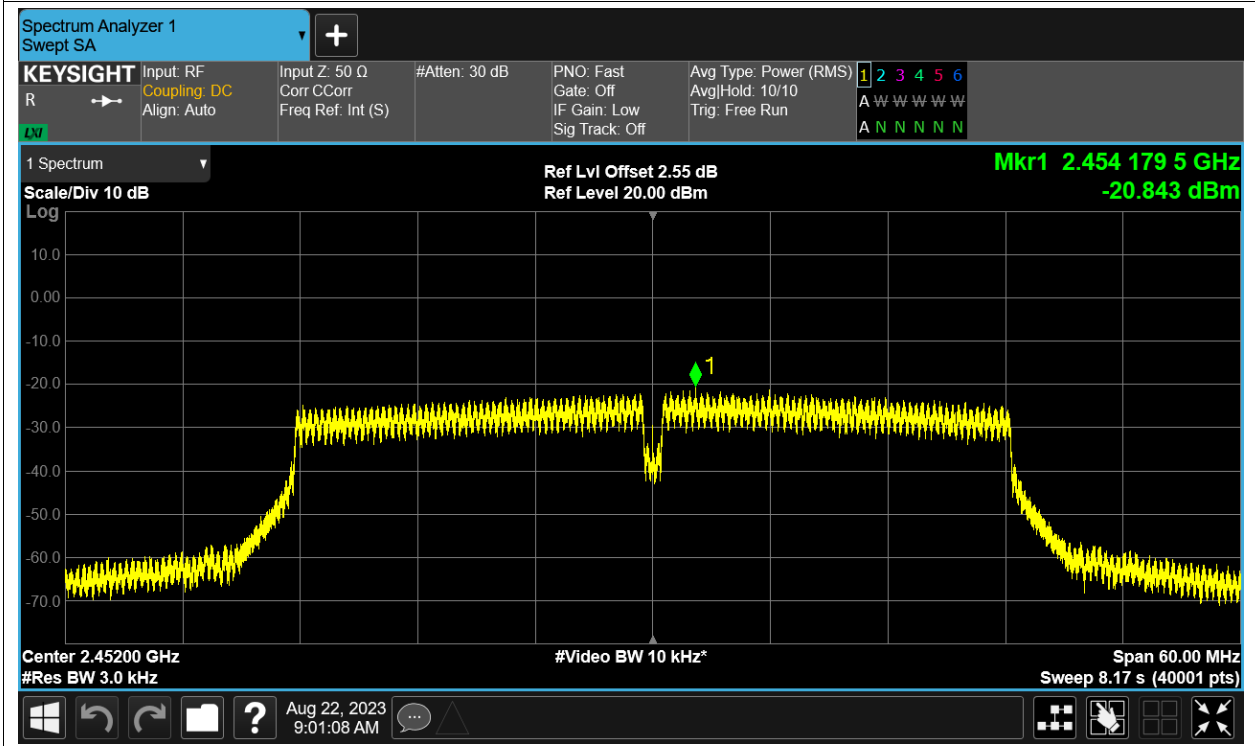 Spectrum Analyzer 1
Swept SA
KEYSIGHT
R
LXI
Input: RF
Coupling: DC
Align: Auto
Input Z: 50 Ω
Corr CCorr
Freq Ref: Int (S)
#Atten: 30 dB
PNO: Fast
Gate: Off
IF Gain: Low
Sig Track: Off
Avg Type: Power (RMS)
Avg|Hold: 10/10
Trig: Free Run
1 2 3 4 5 6
A W W W W W
A N N N N N
1 Spectrum
Scale/Div 10 dB
Ref Lvl Offset 2.55 dB
Ref Level 20.00 dBm
Mkr1 2.454 179 5 GHz
-20.843 dBm
Log
10.0
0.00
-10.0
-20.0
-30.0
-40.0
-50.0
-60.0
-70.0
1
Center 2.45200 GHz
#Res BW 3.0 kHz
#Video BW 10 kHz*
Span 60.00 MHz
Sweep 8.17 s (40001 pts)
?
Aug 22, 2023
9:01:08 AM